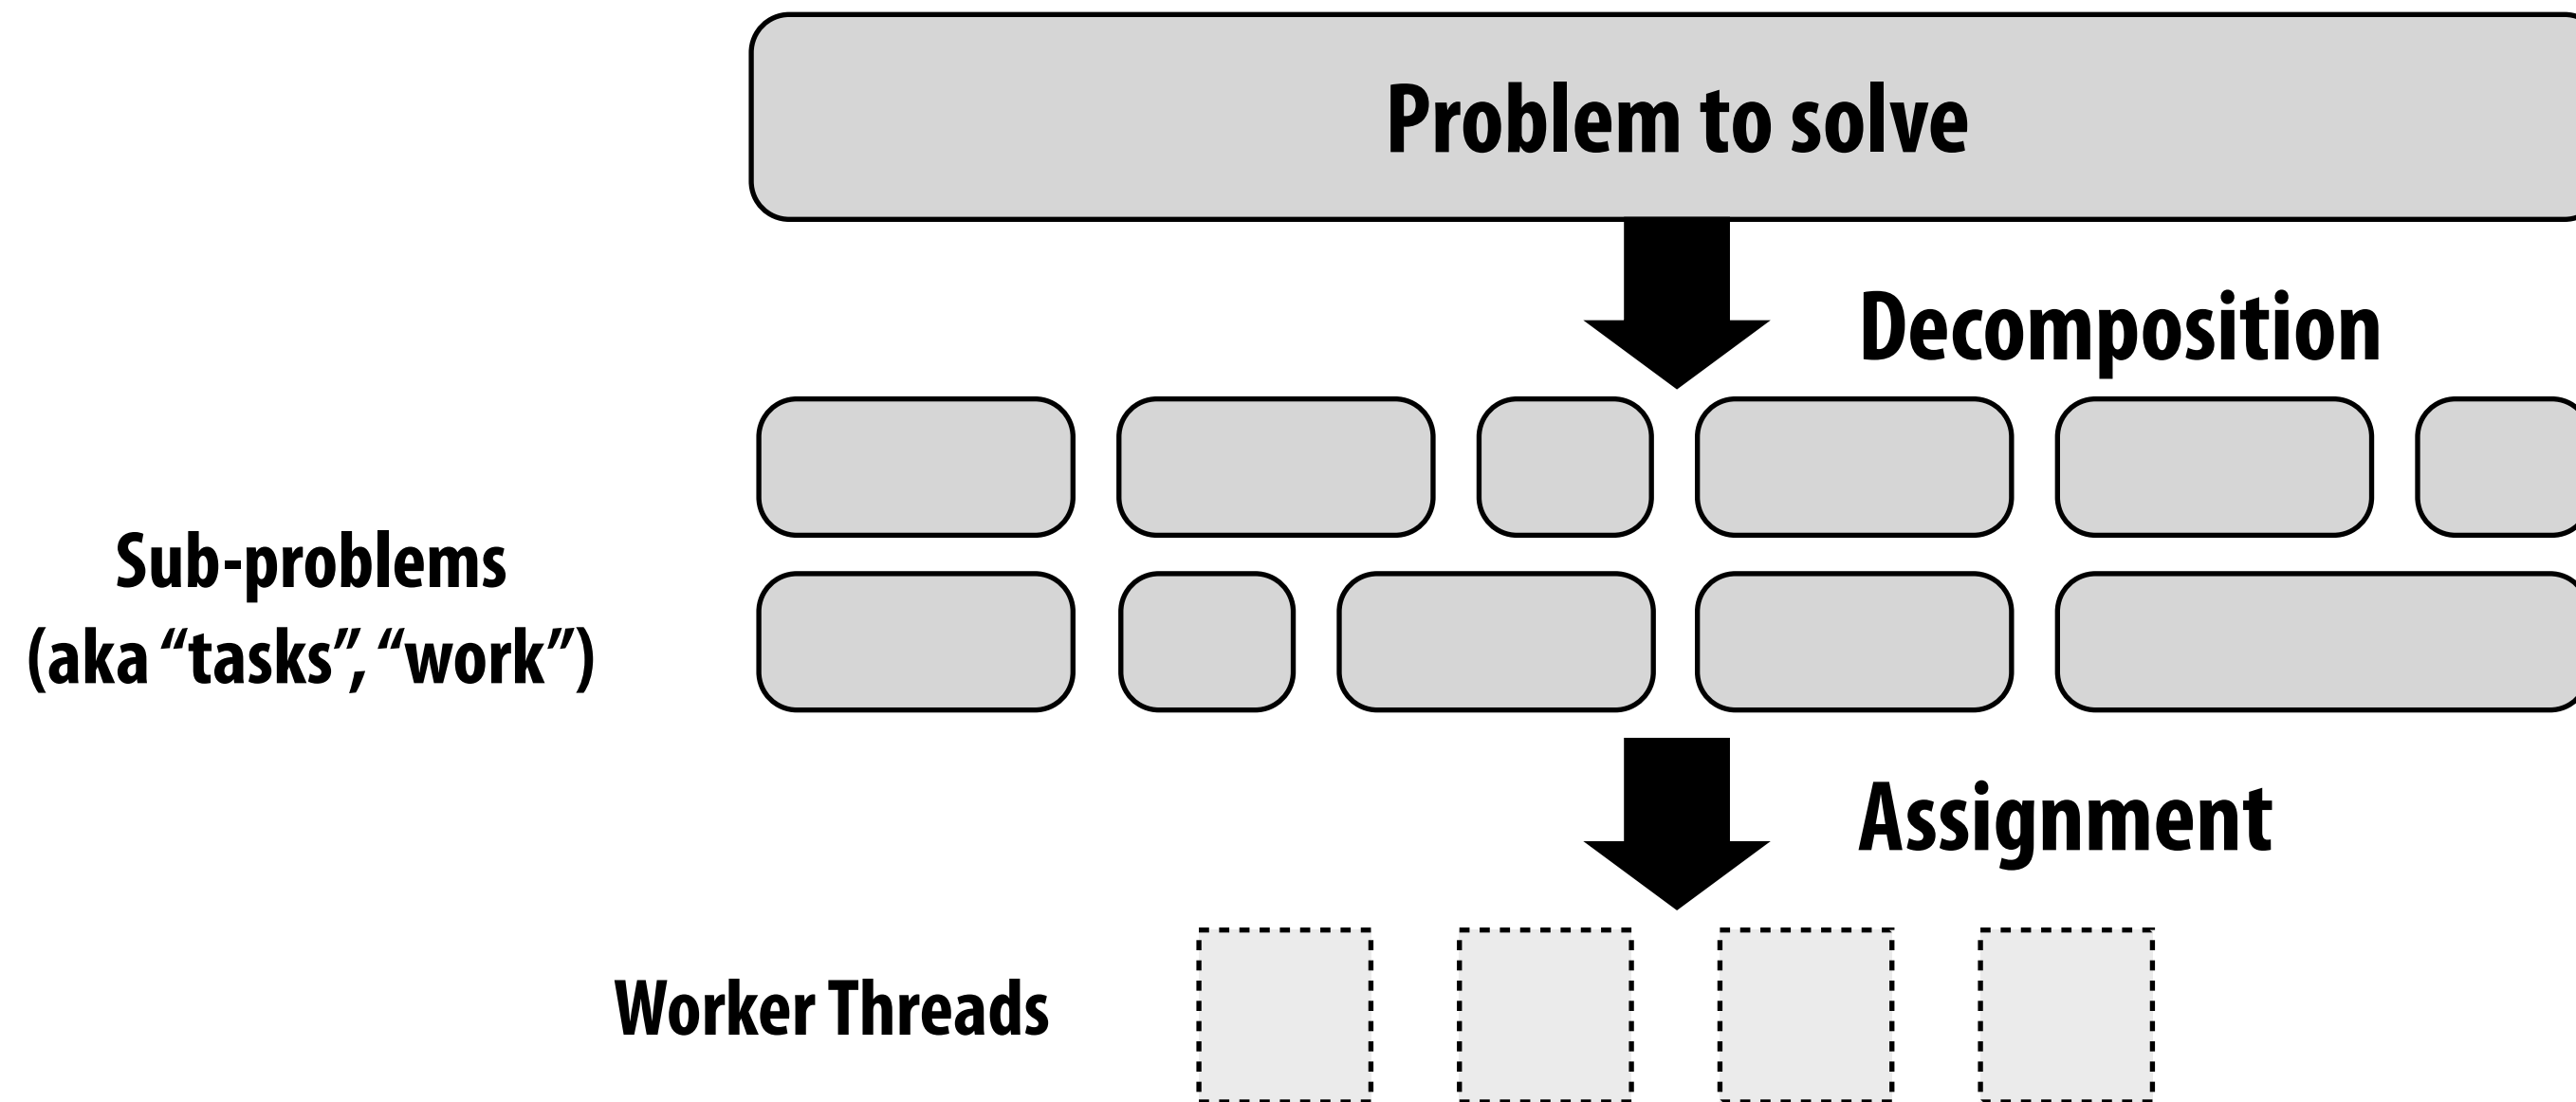 Problem to solve
Decomposition
Sub-problems
(aka “tasks”, “work”)
Assignment
Worker Threads